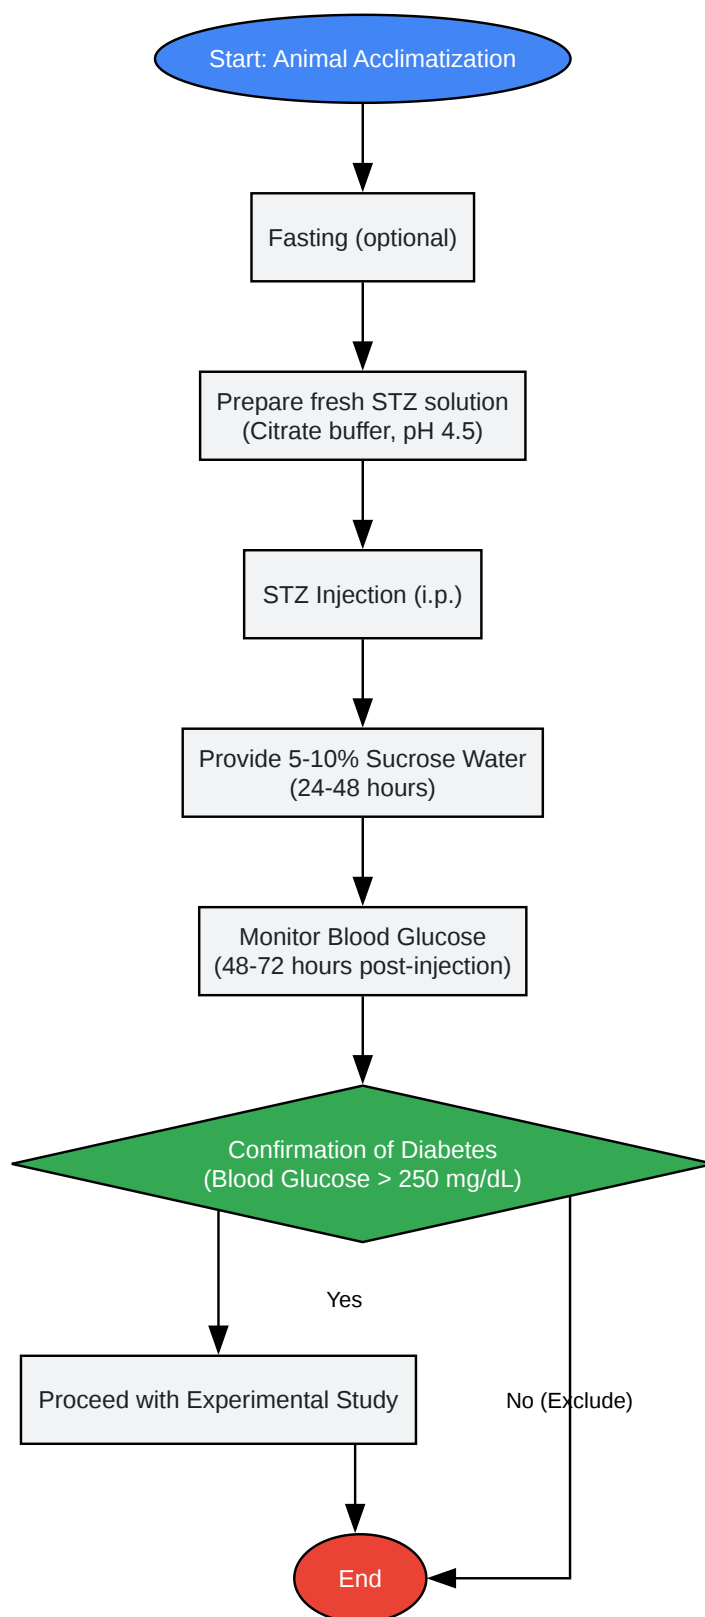 Start: Animal Acclimatization
Fasting (optional)
Prepare fresh STZ solution
(Citrate buffer, pH 4.5)
STZ Injection (i.p.)
Provide 5-10% Sucrose Water
(24-48 hours)
Monitor Blood Glucose
(48-72 hours post-injection)
Confirmation of Diabetes
(Blood Glucose > 250 mg/dL)
Yes
Proceed with Experimental Study
No (Exclude)
End